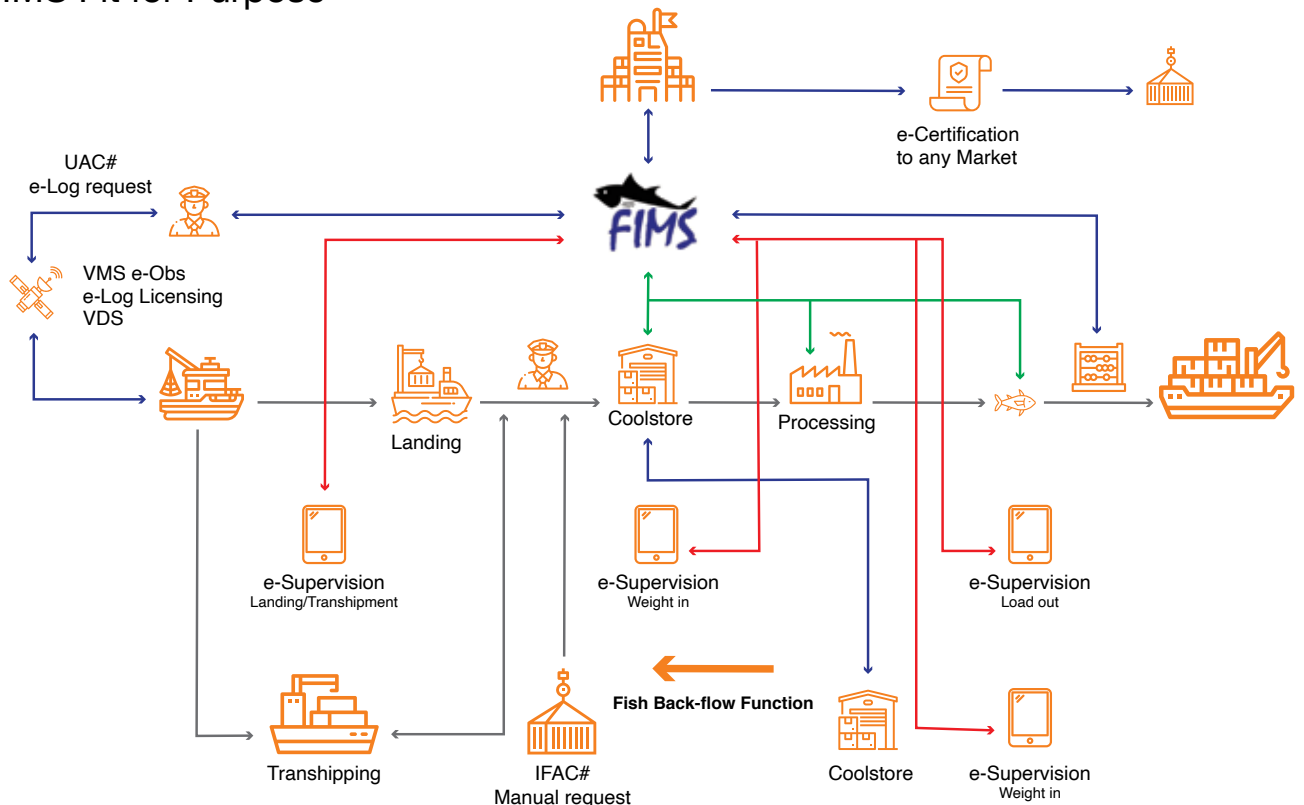 UAC#
e-Log request
e-Certification
to any Market
FIMS
VMS e-Obs
e-Log Licensing
VDS
Landing
Coolstore
Processing
e-Supervision
Landing/Transhipment
e-Supervision
Weight in
e-Supervision
Load out
Fish Back-flow Function
Transhipping
IFAC#
Manual request
Coolstore
e-Supervision
Weight in